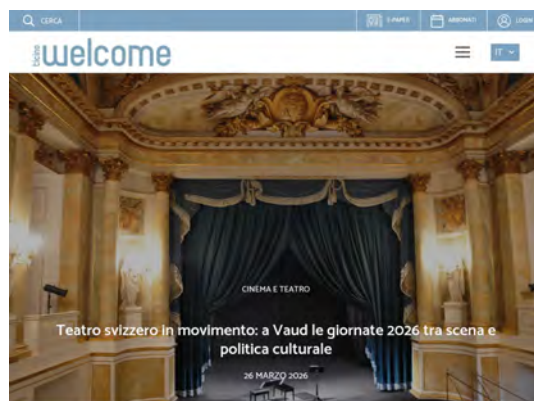 CERCA
E-PAPER
ABBONATI
LOGIN
ticino
welcome
IT
CINEMA E TEATRO
Teatro svizzero in movimento: a Vaud le giornate 2026 tra scena e
politica culturale
26 MARZO 2026